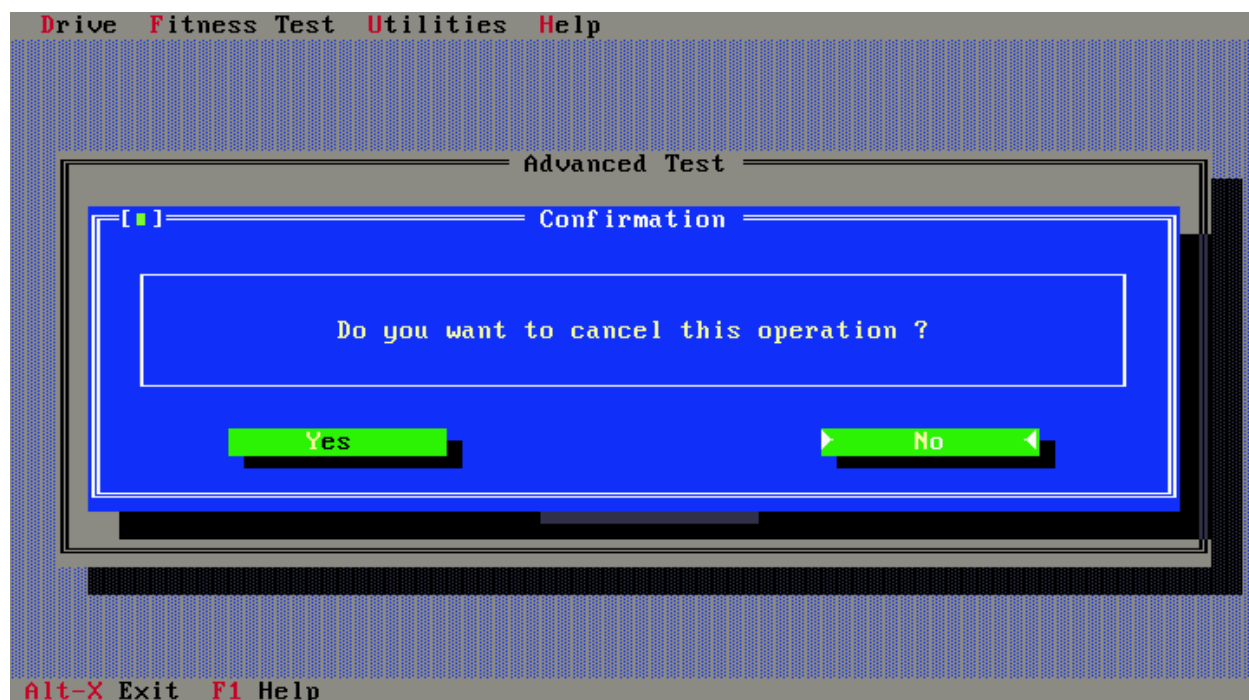 Drive Fitness Test Utilities Help
Advanced Test
[■] Confirmation
Do you want to cancel this operation ?
Yes No
Alt-X Exit F1 Help